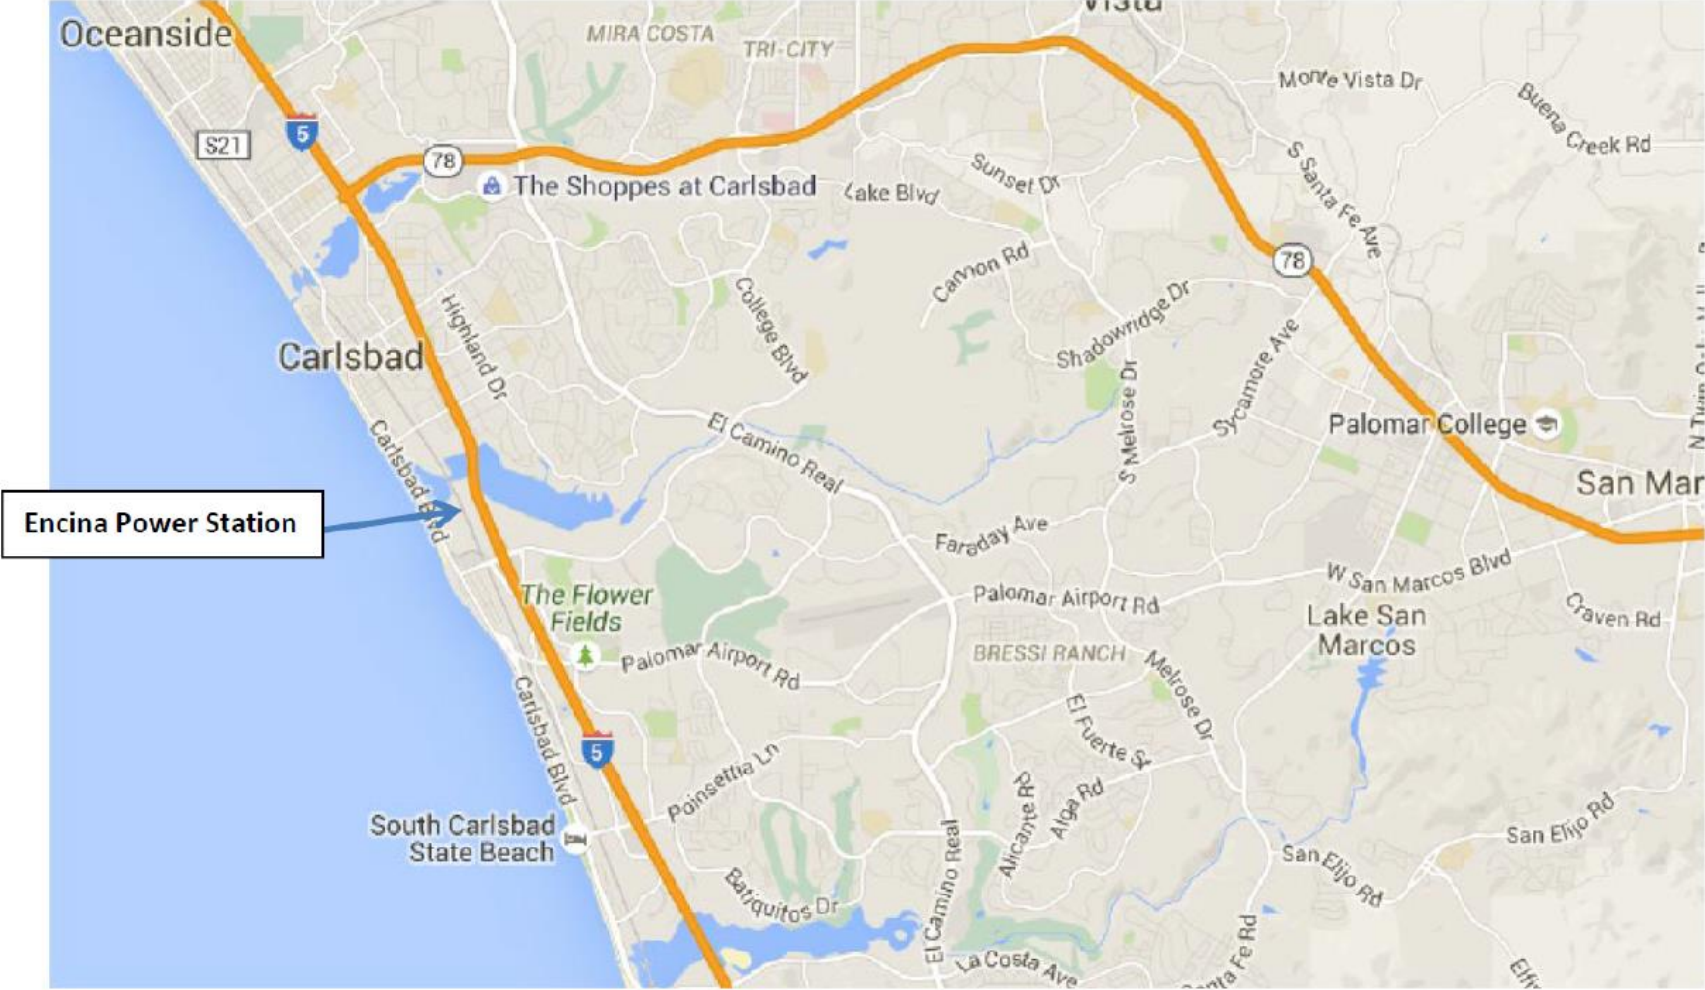 Oceanside
MIRA COSTA
TRI-CITY
Vista
Monte Vista Dr
Buena Creek Rd
5
S21
78
The Shoppes at Carlsbad
Lake Blvd
Sunset Dr
S Santa Fe Ave
Cannon Rd
78
College Blvd
Highland Dr
Shadowridge Dr
Carlsbad
Sycamore Ave
S Melrose Dr
Palomar College
El Camino Real
Carlsbad Blvd
San Mar
Encina Power Station
Faraday Ave
W San Marcos Blvd
The Flower
Fields
Palomar Airport Rd
Lake San
Marcos
Craven Rd
BRESSI RANCH
Palomar Airport Rd
Melrose Dr
Carlsbad Blvd
El Fuerte St
5
Poinsettia Ln
Alicante Rd
Alga Rd
South Carlsbad
State Beach
San Elijo Rd
San Elijo Rd
Batiquitos Dr
El Camino Real
La Costa Ave